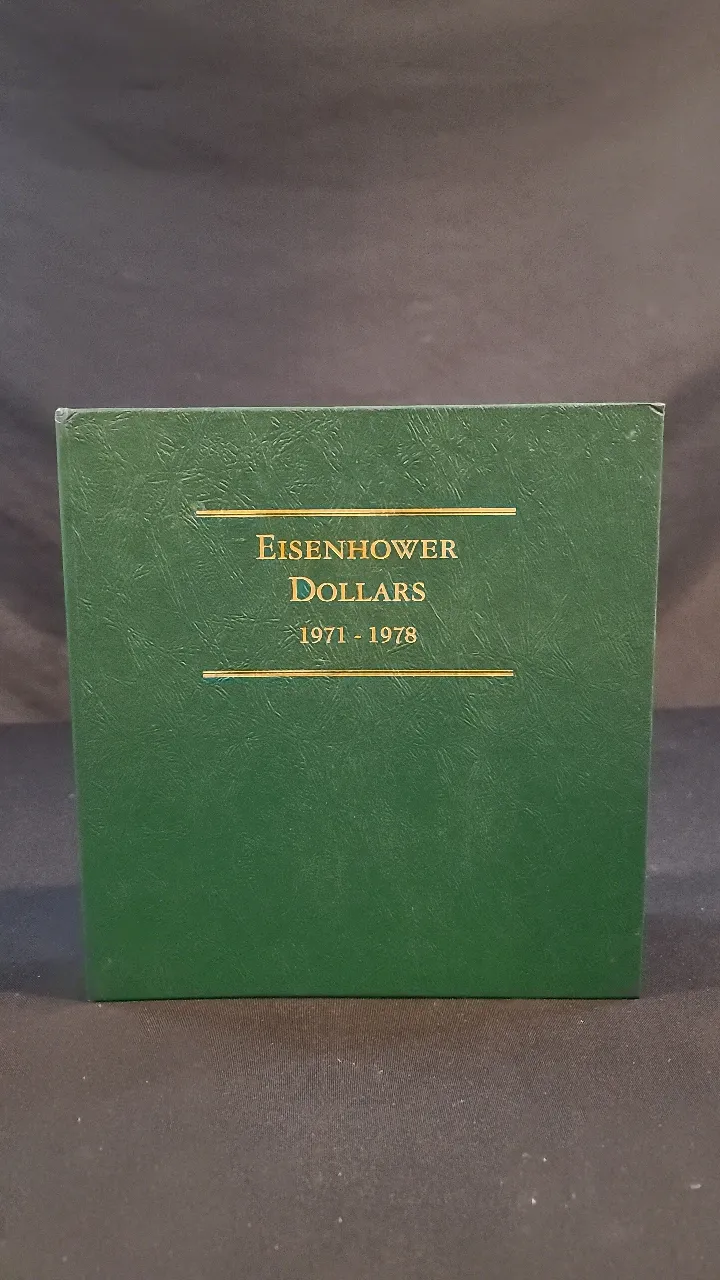 EISENHOWER
DOLLARS
1971 - 1978